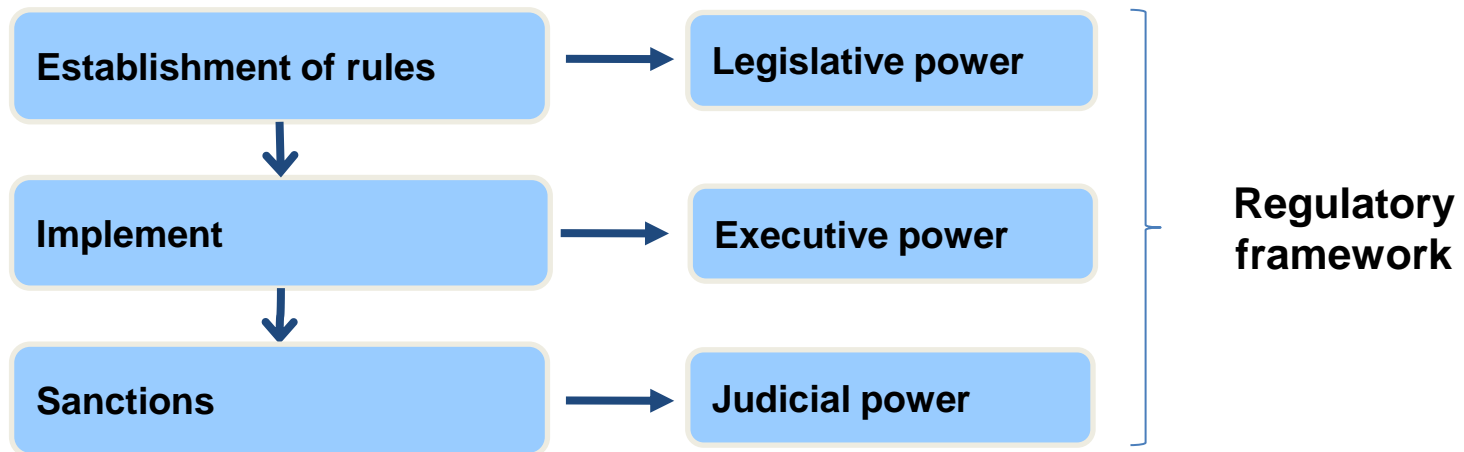 Establishment of rules
Legislative power
Implement
Executive power
Regulatory
framework
Sanctions
Judicial power